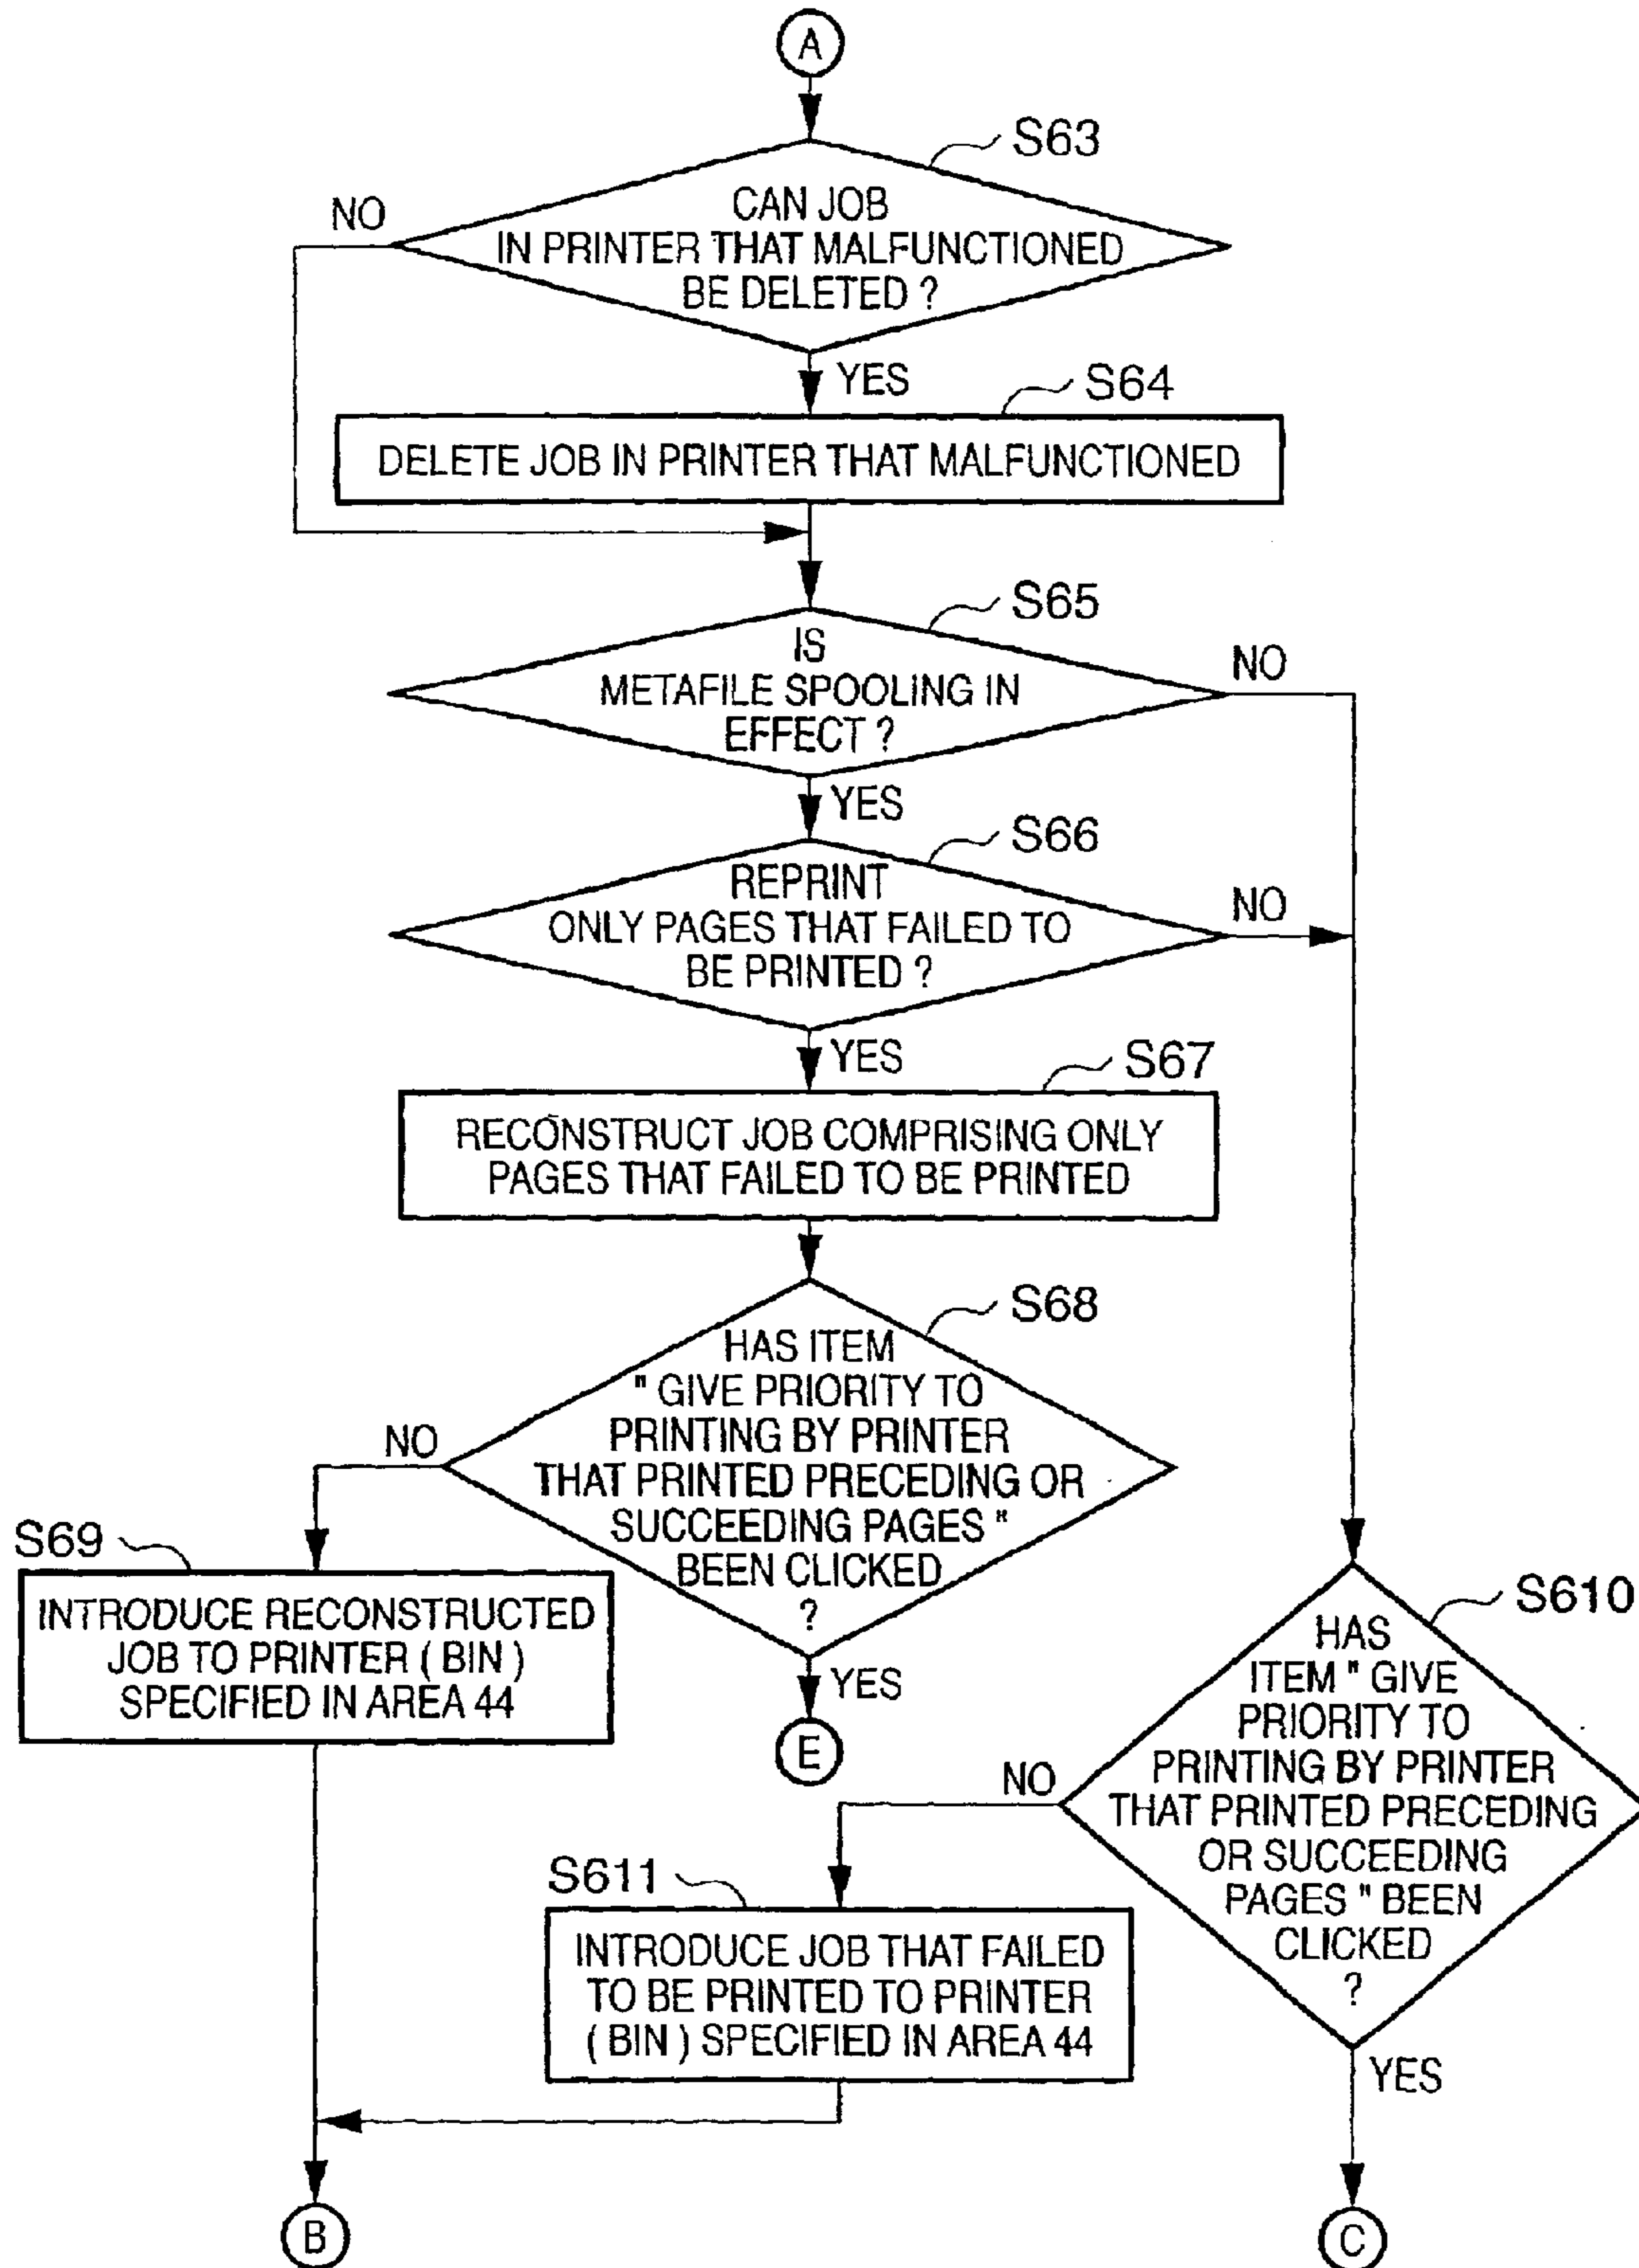 A
S63
NO
CAN JOB
IN PRINTER THAT MALFUNCTIONED
BE DELETED ?
YES
S64
DELETE JOB IN PRINTER THAT MALFUNCTIONED
S65
IS
METAFILE SPOOLING IN
EFFECT ?
NO
YES
S66
REPRINT
ONLY PAGES THAT FAILED TO
BE PRINTED ?
NO
YES
S67
RECONSTRUCT JOB COMPRISING ONLY
PAGES THAT FAILED TO BE PRINTED
S68
HAS ITEM
" GIVE PRIORITY TO
PRINTING BY PRINTER
THAT PRINTED PRECEDING OR
SUCCEEDING PAGES "
BEEN CLICKED
?
NO
YES
E
S69
INTRODUCE RECONSTRUCTED
JOB TO PRINTER ( BIN )
SPECIFIED IN AREA 44
S610
HAS
ITEM " GIVE
PRIORITY TO
PRINTING BY PRINTER
THAT PRINTED PRECEDING
OR SUCCEEDING
PAGES " BEEN
CLICKED
?
NO
YES
S611
INTRODUCE JOB THAT FAILED
TO BE PRINTED TO PRINTER
( BIN ) SPECIFIED IN AREA 44
B
C